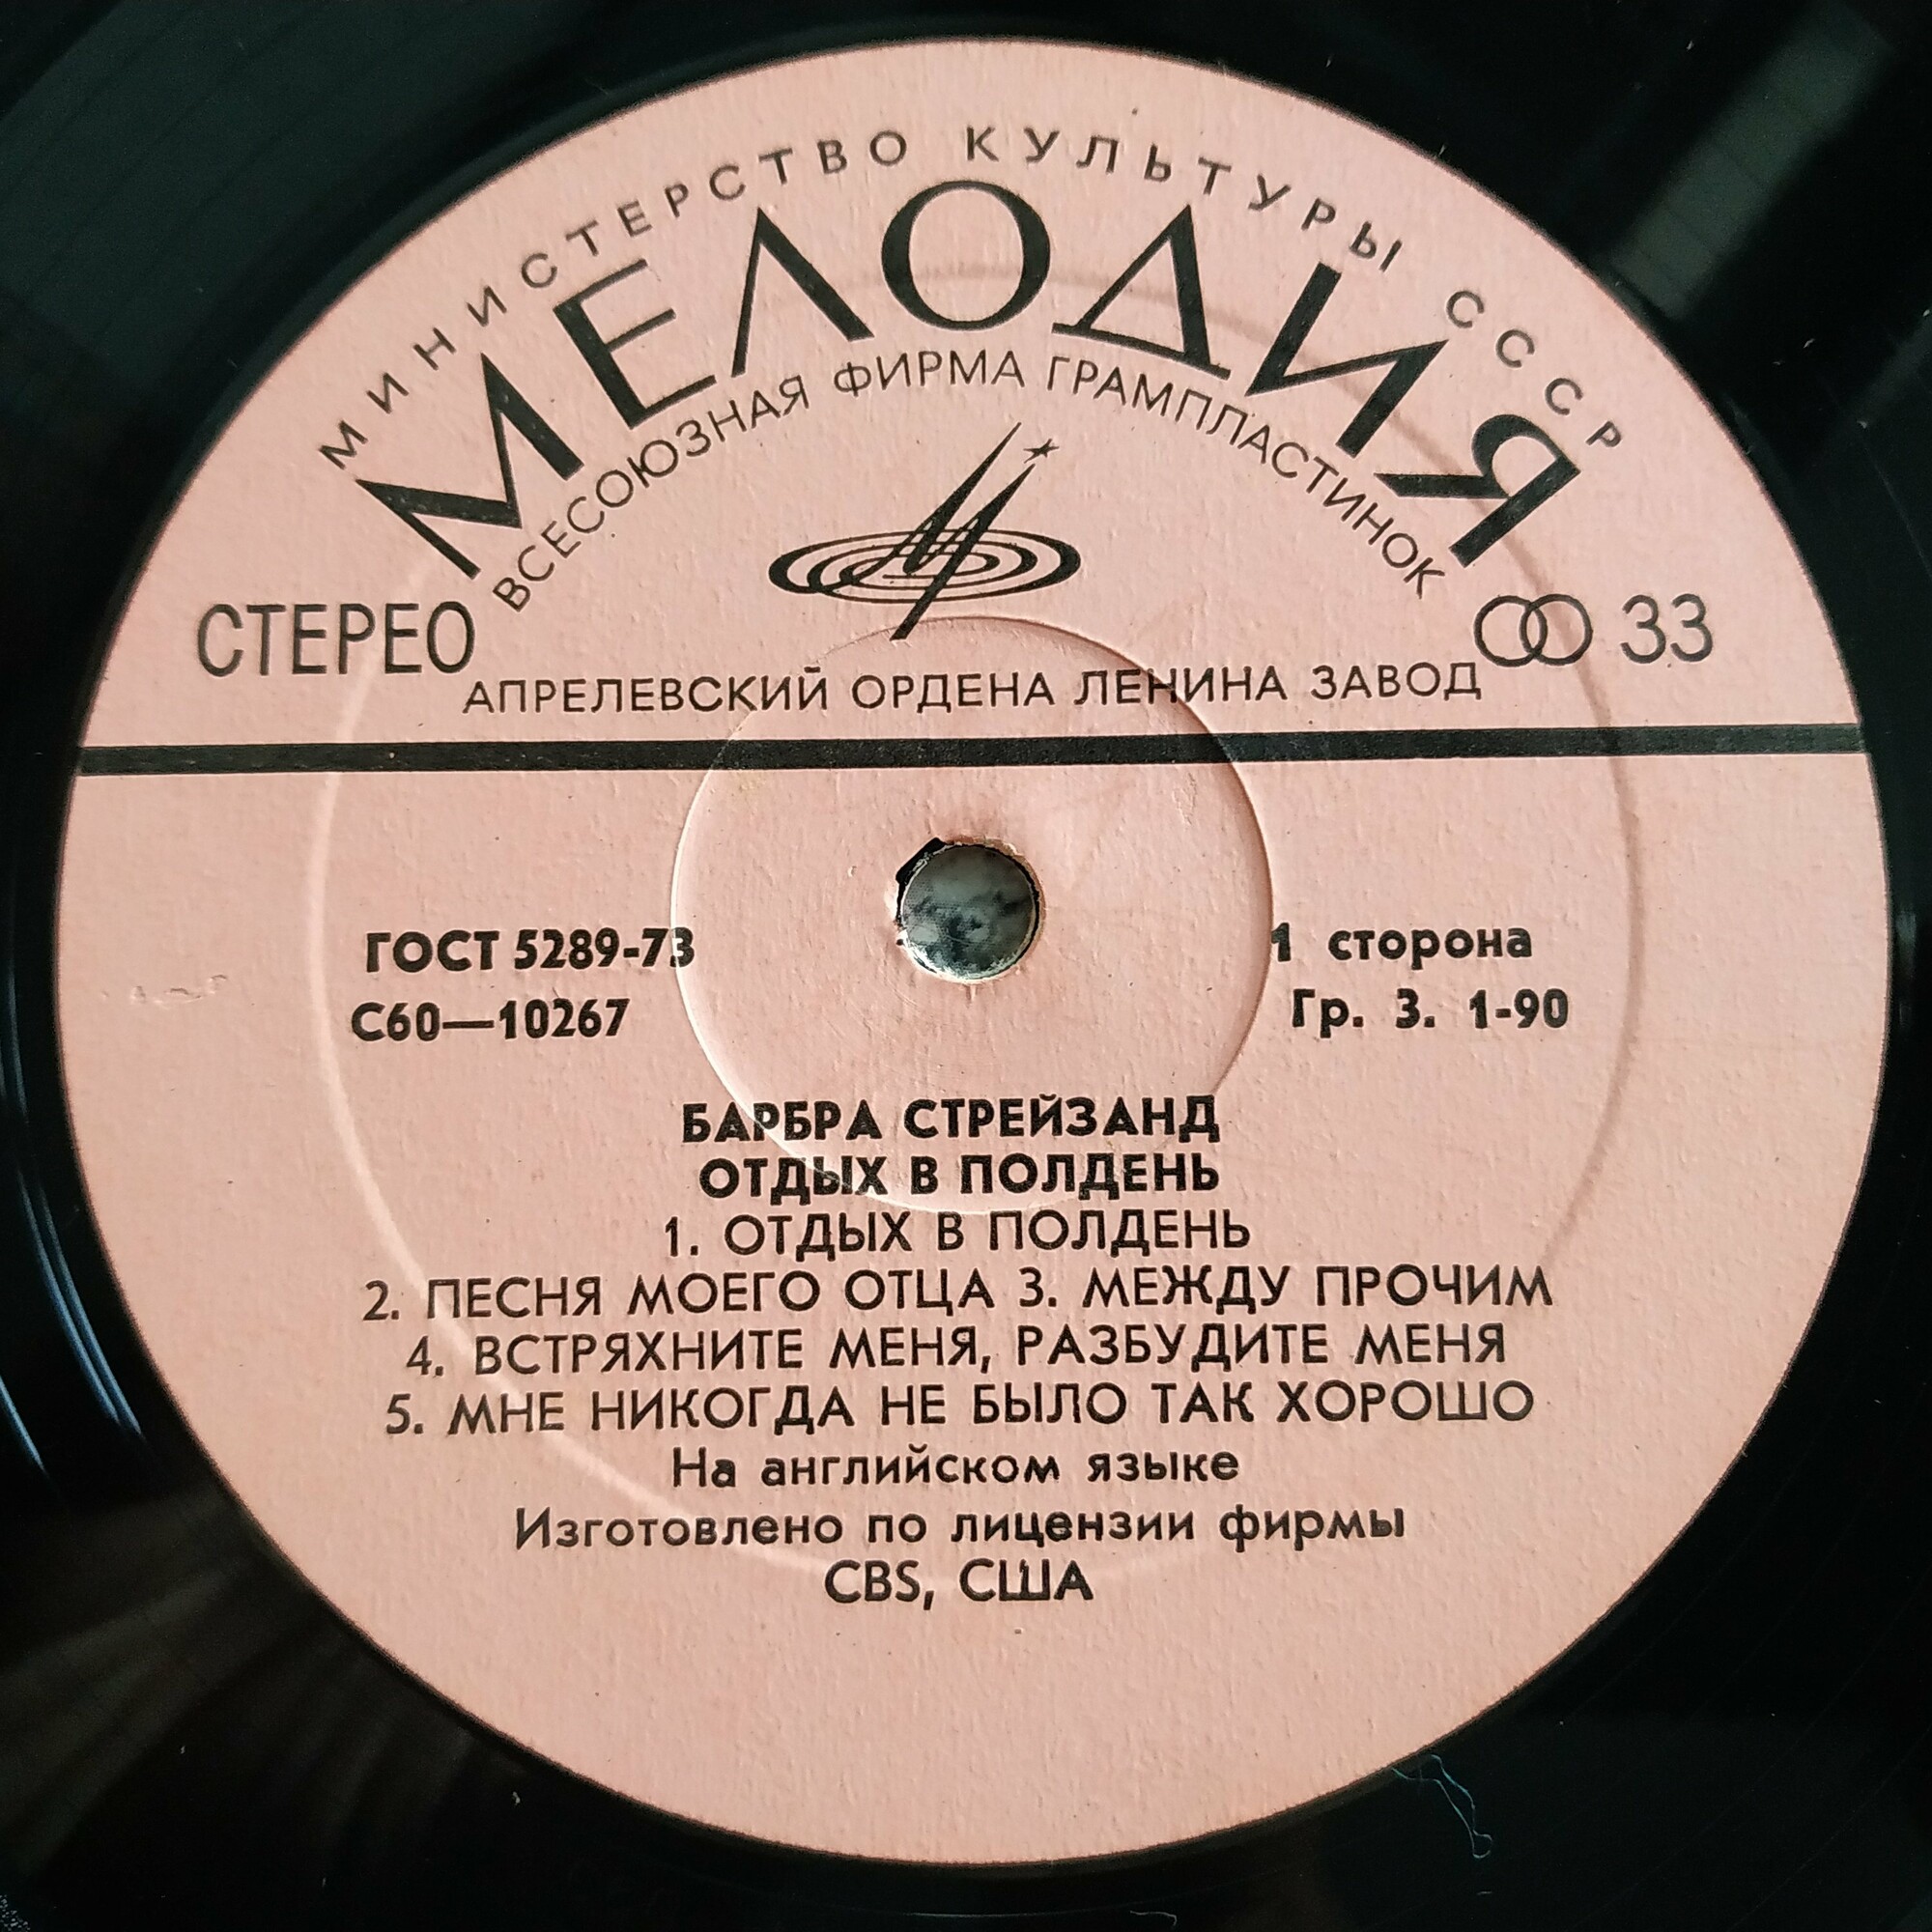 МИНИСТЕРСТВО КУЛЬТУРЫ СССР
МЕЛОДИЯ
ВСЕСОЮЗНАЯ ФИРМА ГРАМПЛАСТИНОК
СТЕРЕО
33
АПРЕЛЕВСКИЙ ОРДЕНА ЛЕНИНА ЗАВОД
ГОСТ 5289-73
1 сторона
С60—10267
Гр. 3. 1-90
БАРБРА СТРЕЙЗАНД
ОТДЫХ В ПОЛДЕНЬ
1. ОТДЫХ В ПОЛДЕНЬ
2. ПЕСНЯ МОЕГО ОТЦА 3. МЕЖДУ ПРОЧИМ
4. ВСТРЯХНИТЕ МЕНЯ, РАЗБУДИТЕ МЕНЯ
5. МНЕ НИКОГДА НЕ БЫЛО ТАК ХОРОШО
На английском языке
Изготовлено по лицензии фирмы
CBS, США